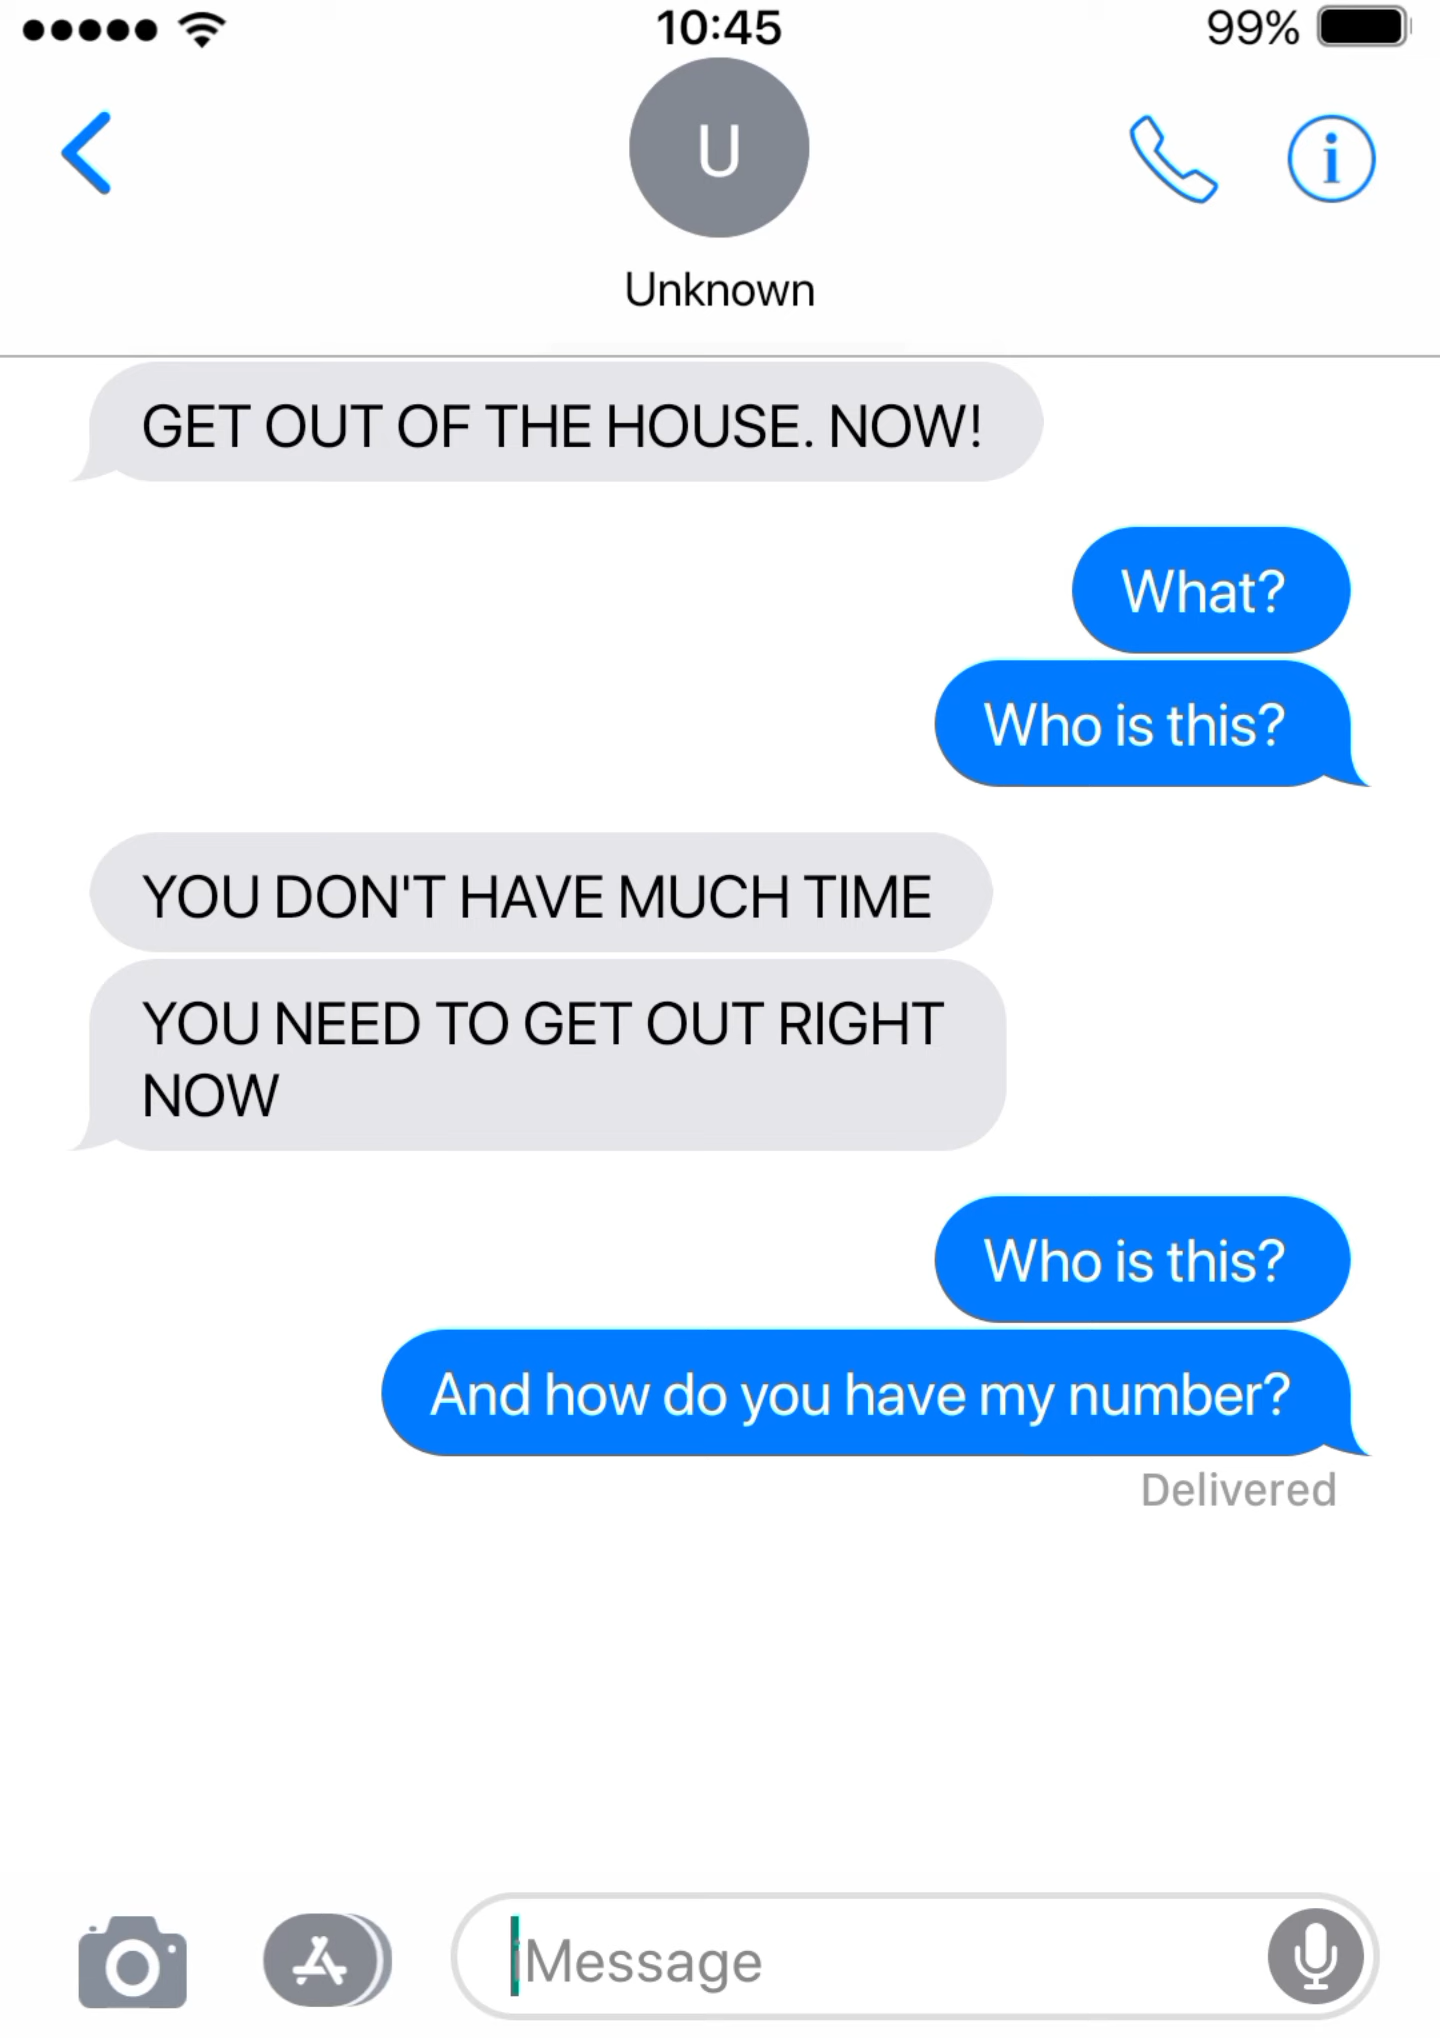 10:45
99%
U
Unknown
GET OUT OF THE HOUSE. NOW!
What?
Who is this?
YOU DON'T HAVE MUCH TIME
YOU NEED TO GET OUT RIGHT
NOW
Who is this?
And how do you have my number?
Delivered
Message